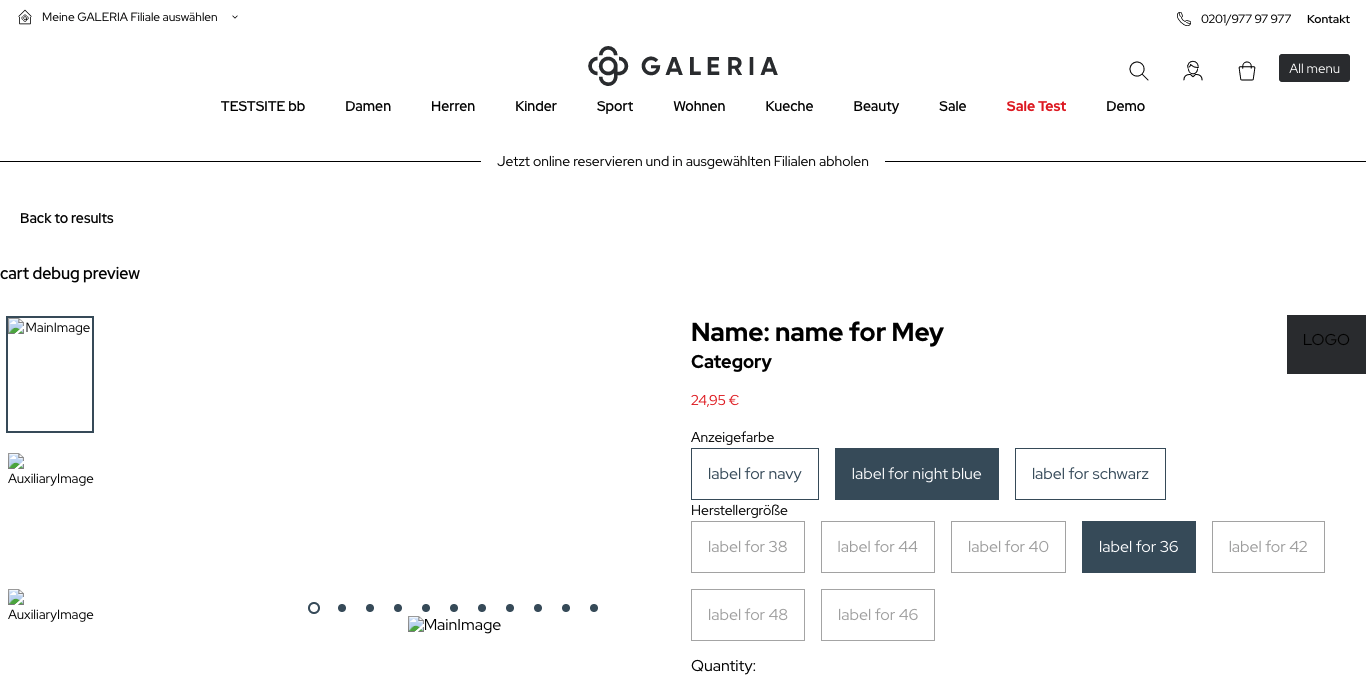 Meine GALERIA Filiale auswählen
0201/977 97 977 Kontakt
GALERIA
All menu
TESTSITE bb Damen Herren Kinder Sport Wohnen Kueche Beauty Sale Sale Test Demo
Jetzt online reservieren und in ausgewählten Filialen abholen
Back to results
cart debug preview
MainImage
AuxiliaryImage
AuxiliaryImage
MainImage
Name: name for Mey
LOGO
Category
24,95 €
Anzeigefarbe
label for navy label for night blue label for schwarz
Herstellergröße
label for 38 label for 44 label for 40 label for 36 label for 42
label for 48 label for 46
Quantity: